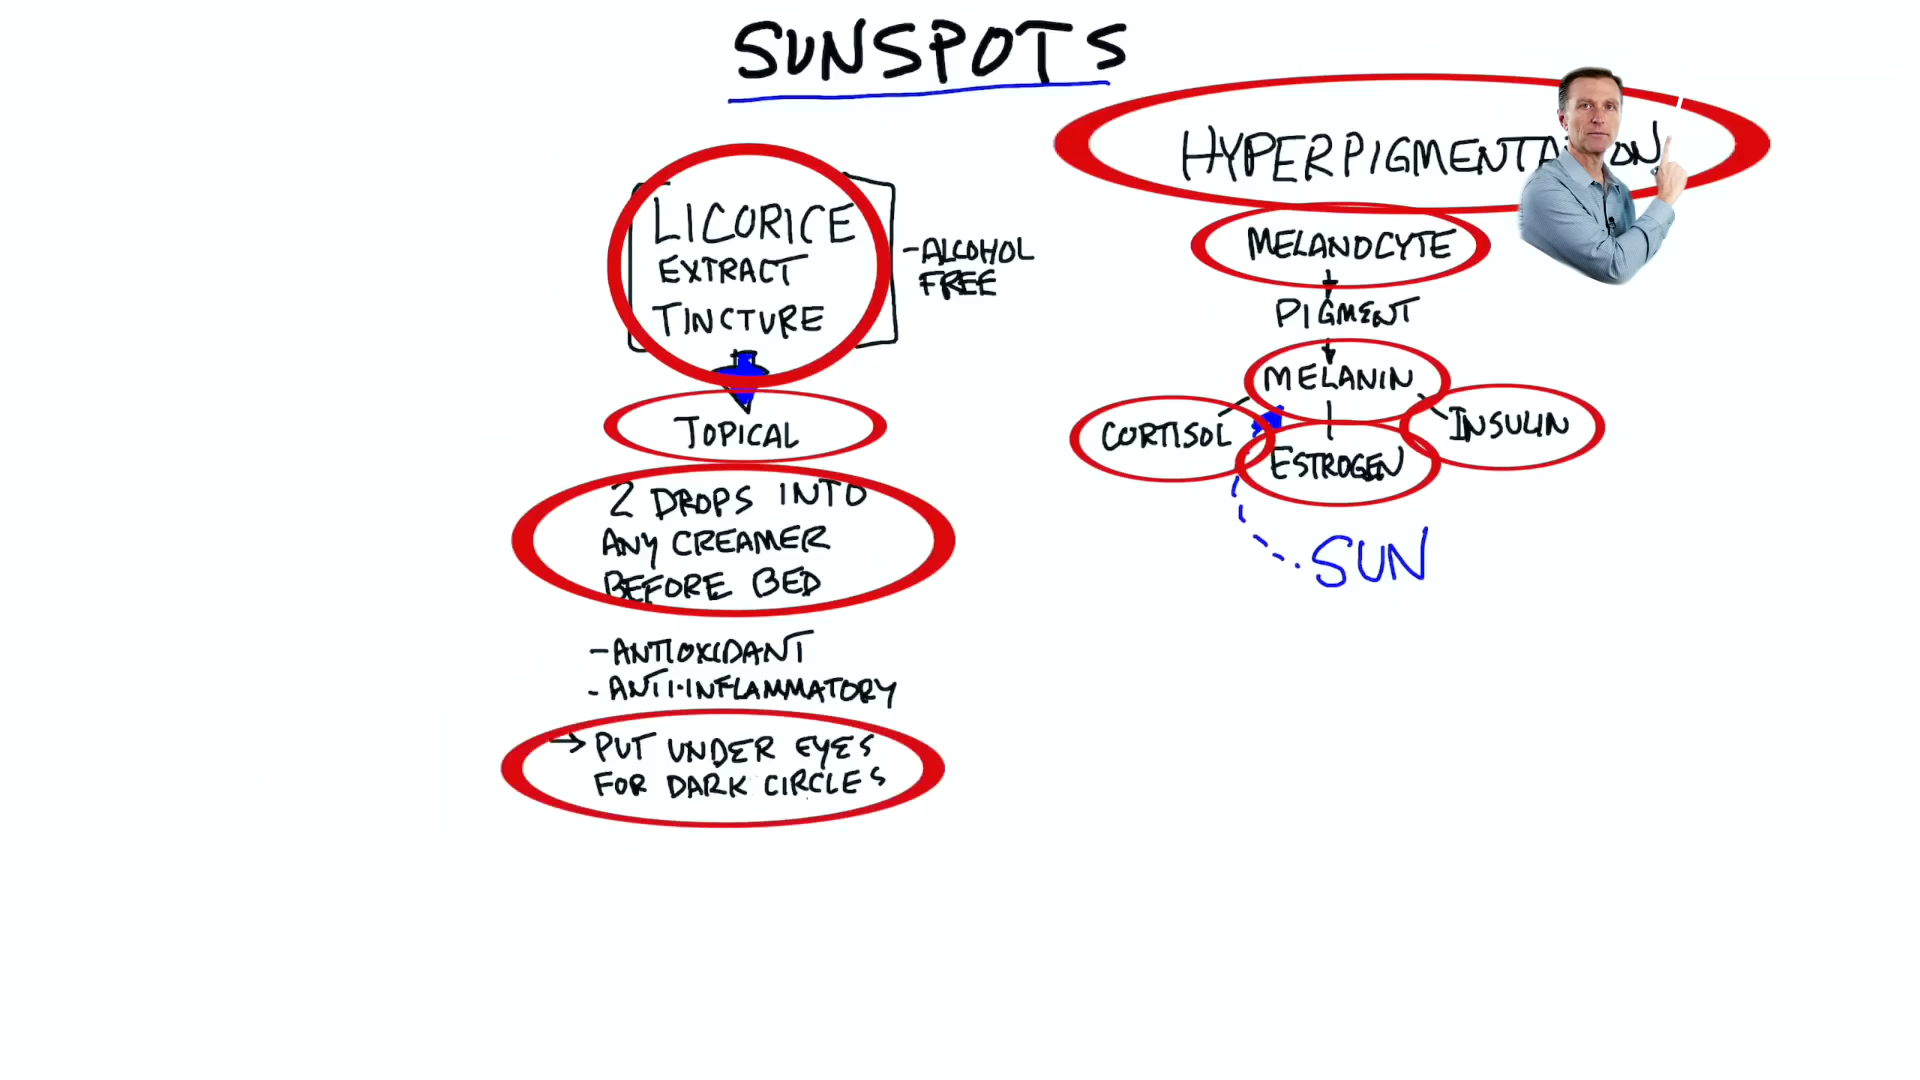 SUNSPOTS
LICORICE
EXTRACT
TINCTURE
-ALCOHOL
FREE
TOPICAL
2 DROPS INTO
ANY CREAMER
BEFORE BED
-ANTIOXIDANT
-ANTI-INFLAMMATORY
→PUT UNDER EYES
FOR DARK CIRCLES
MELANOCYTE
PIGMENT
MELANIN
CORTISOL
INSULIN
ESTROGEN
SUN